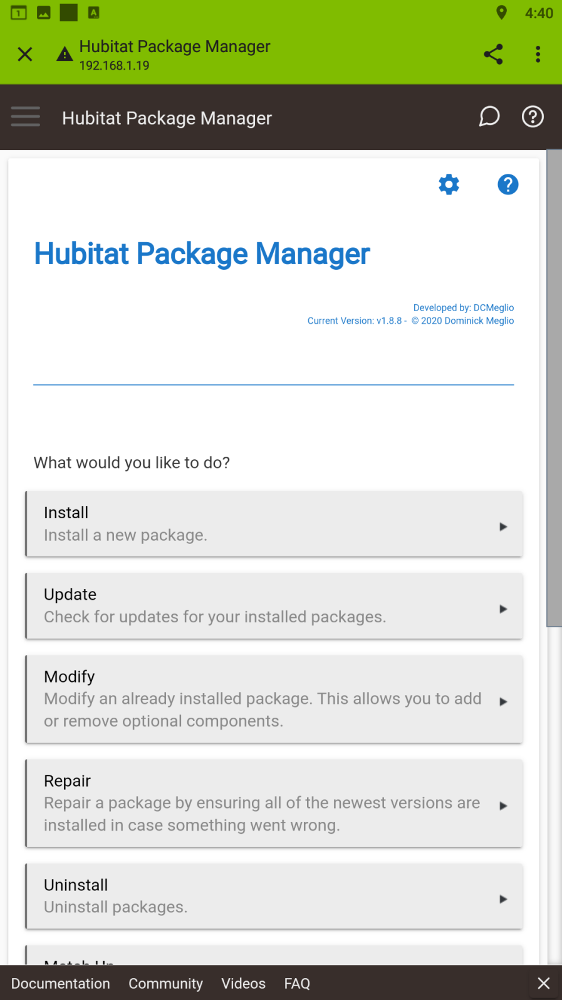 1 A 4:40
Hubitat Package Manager
192.168.1.19
Hubitat Package Manager
Hubitat Package Manager
Developed by: DCMeglio
Current Version: v1.8.8 - © 2020 Dominick Meglio
What would you like to do?
Install
Install a new package.
Update
Check for updates for your installed packages.
Modify
Modify an already installed package. This allows you to add
or remove optional components.
Repair
Repair a package by ensuring all of the newest versions are
installed in case something went wrong.
Uninstall
Uninstall packages.
Match Up
Documentation Community Videos FAQ